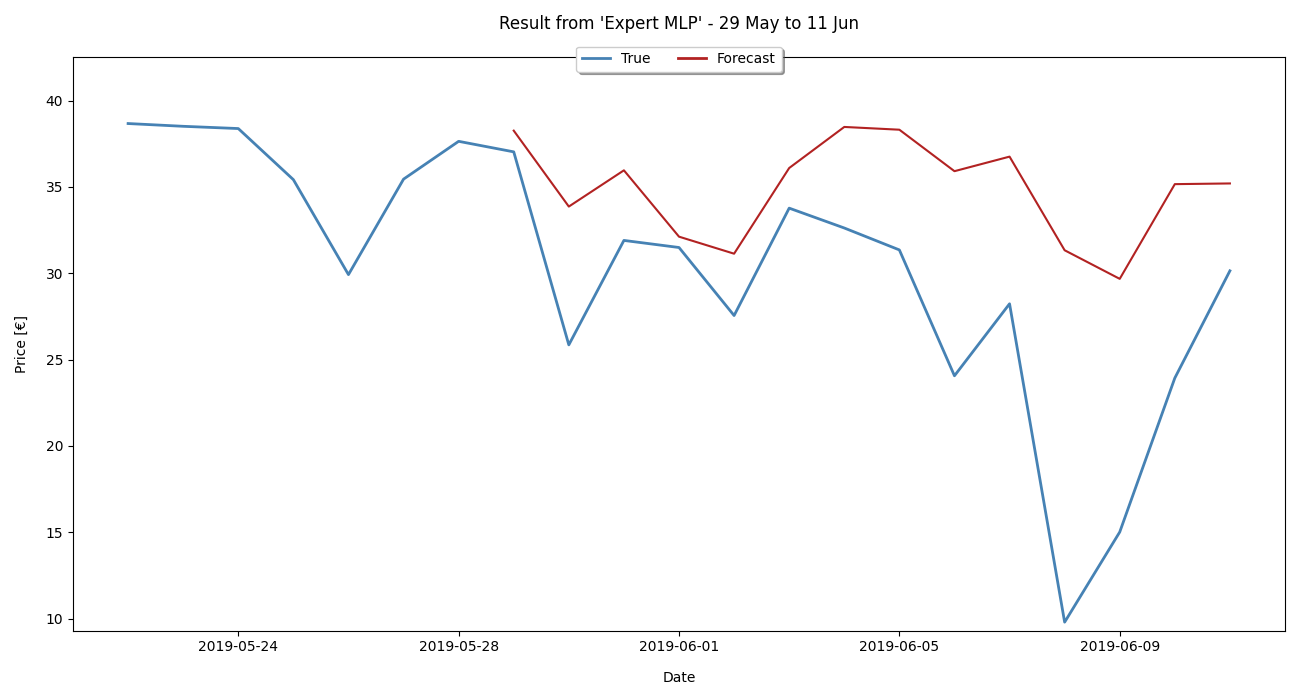 Result from 'Expert MLP' - 29 May to 11 Jun
True Forecast
40
35
30
25
20
15
10
Price [€]
2019-05-24 2019-05-28 2019-06-01 2019-06-05 2019-06-09
Date